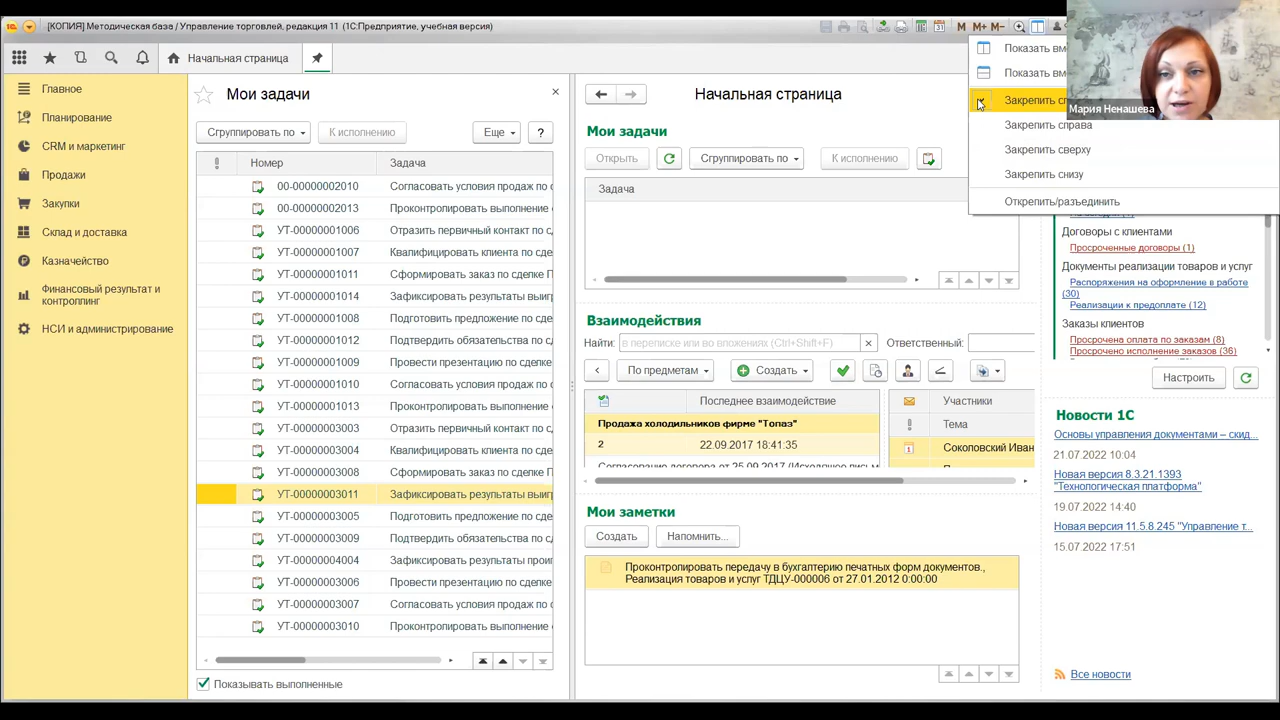 [КОПИЯ] Методическая база / Управление торговлей, редакция 11 (1С:Предприятие, учебная версия)
M M+ M-
Начальная страница
Показать
Показать
Закрепить
Закрепить справа
Закрепить сверху
Закрепить снизу
Открепить/разъединить
Мария Ненашева
Главное
Планирование
CRM и маркетинг
Продажи
Закупки
Склад и доставка
Казначейство
Финансовый результат и
контроллинг
НСИ и администрирование
Мои задачи
Сгруппировать по
К исполнению
Еще
?
Номер Задача
00-00000002010 Согласовать условия продаж по
00-00000002013 Проконтролировать выполнение
УТ-00000001006 Отразить первичный контакт по
УТ-00000001007 Квалифицировать клиента по
УТ-00000001011 Сформировать заказ по сделке
УТ-00000001014 Зафиксировать результаты
УТ-00000001008 Подготовить предложение по
УТ-00000001012 Подтвердить обязательства по
УТ-00000001009 Провести презентацию по
УТ-00000001010 Согласовать условия продаж по
УТ-00000001013 Проконтролировать выполнение
УТ-00000003003 Отразить первичный контакт по
УТ-00000003004 Квалифицировать клиента по
УТ-00000003008 Сформировать заказ по сделке
УТ-00000003011 Зафиксировать результаты
УТ-00000003005 Подготовить предложение по
УТ-00000003009 Подтвердить обязательства по
УТ-00000004004 Зафиксировать результаты
УТ-00000003006 Провести презентацию по сделке
УТ-00000003007 Согласовать условия продаж по
УТ-00000003010 Проконтролировать выполнение
Показывать выполненные
Начальная страница
Мои задачи
Открыть
Сгруппировать по
К исполнению
Задача
Взаимодействия
Найти: в переписке или во вложениях (Ctrl+Shift+F) × Ответственный:
По предметам
Создать
Последнее взаимодействие
Продажа холодильников фирме "Топаз"
2 22.09.2017 18:41:35
Согласование договора от 25.09.2017 (Исходящее
Участники
Тема
Соколовский Иван
Мои заметки
Создать
Напомнить...
Проконтролировать передачу в бухгалтерию печатных форм документов.,
Реализация товаров и услуг ТДЦУ-000006 от 27.01.2012 0:00:00
Договоры с клиентами
Просроченные договоры (1)
Документы реализации товаров и услуг
Распоряжения на оформление в работе
(30)
Реализации к предоплате (12)
Заказы клиентов
Просрочена оплата по заказам (8)
Просрочено исполнение заказов (36)
Настроить
Новости 1С
Основы управления документами – скид...
21.07.2022 10:04
Новая версия 8.3.21.1393
"Технологическая платформа"
19.07.2022 14:40
Новая версия 11.5.8.245 "Управление т...
15.07.2022 17:51
Все новости